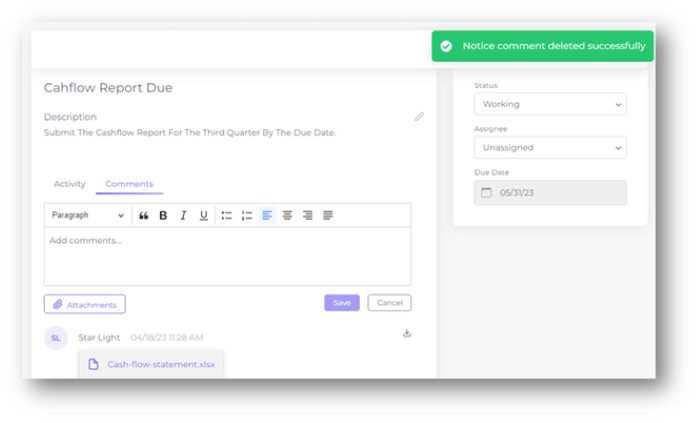 Notice comment deleted successfully
Cahflow Report Due
Description
Submit The Cashflow Report For The Third Quarter By The Due Date.
Activity Comments
Paragraph B I U
Add comments...
Attachments Save Cancel
SL Star Light 04/18/23 11:28 AM
Cash-flow-statement.xlsx
Status
Working
Assignee
Unassigned
Due Date
05/31/23